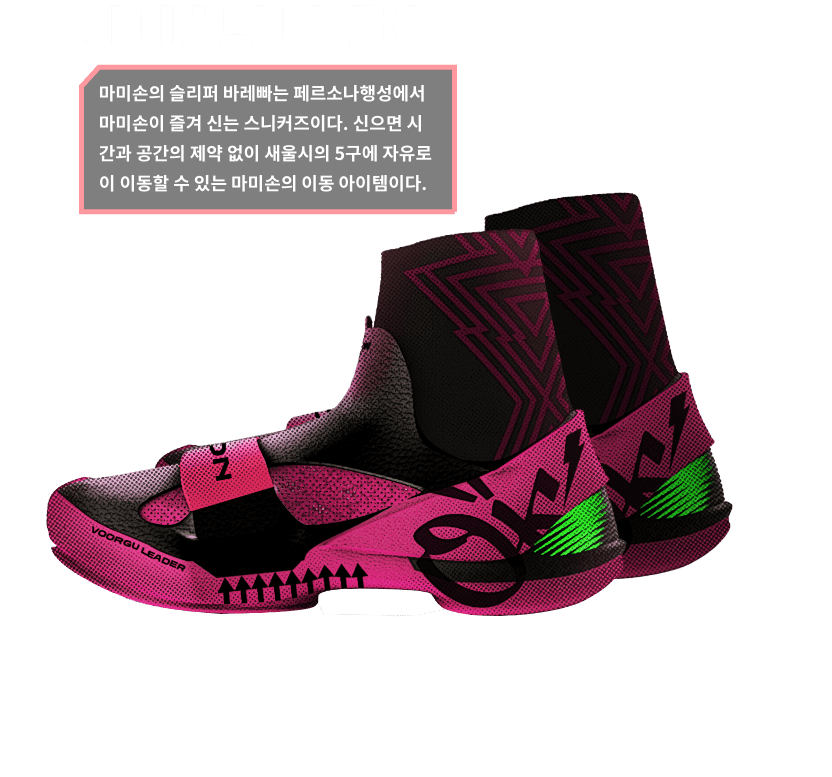 마미손의 슬리퍼 바레빠는 페르소나행성에서
마미손이 즐겨 신는 스니커즈이다. 신으면 시
간과 공간의 제약 없이 새울시의 5구에 자유로
이 이동할 수 있는 마미손의 이동 아이템이다.
ON
VOORGU LEADER